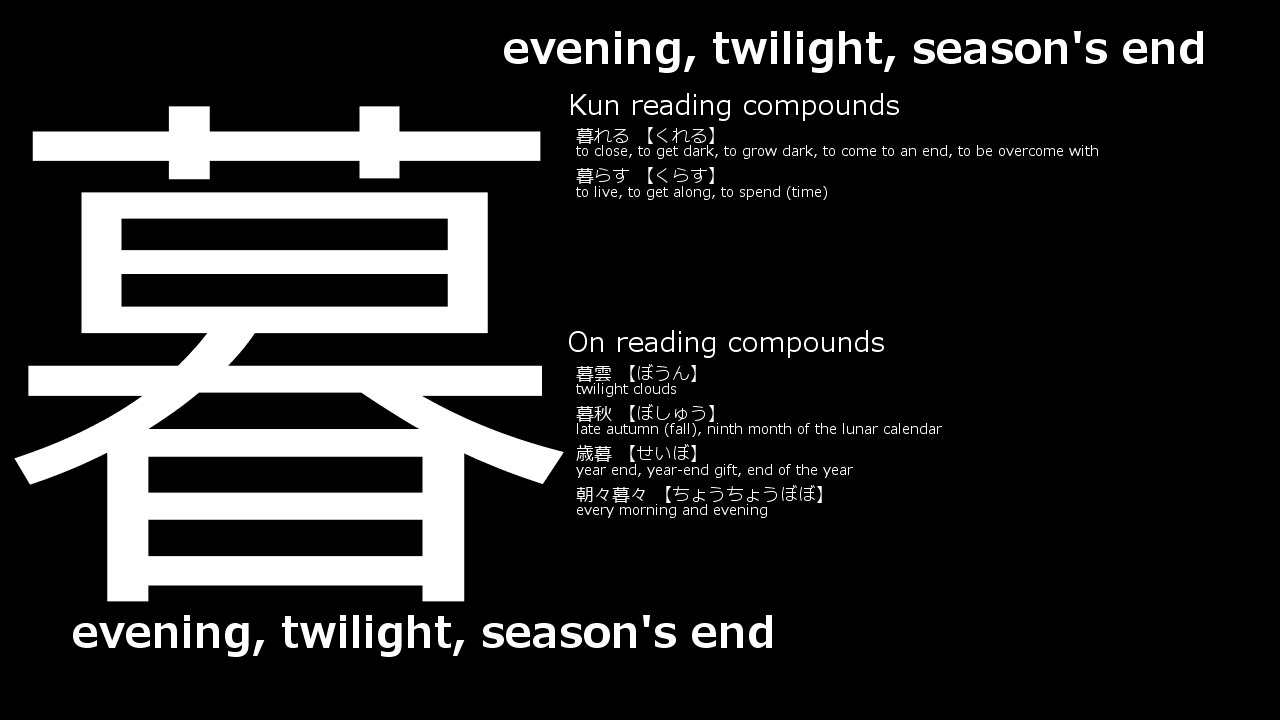 evening, twilight, season's end
暮
Kun reading compounds
暮れる 【くれる】
to close, to get dark, to grow dark, to come to an end, to be overcome with
暮らす 【くらす】
to live, to get along, to spend (time)
On reading compounds
暮雲 【ぼうん】
twilight clouds
暮秋 【ぼしゅう】
late autumn (fall), ninth month of the lunar calendar
歳暮 【せいぼ】
year end, year-end gift, end of the year
朝々暮々 【ちょうちょうぼぼ】
every morning and evening
evening, twilight, season's end